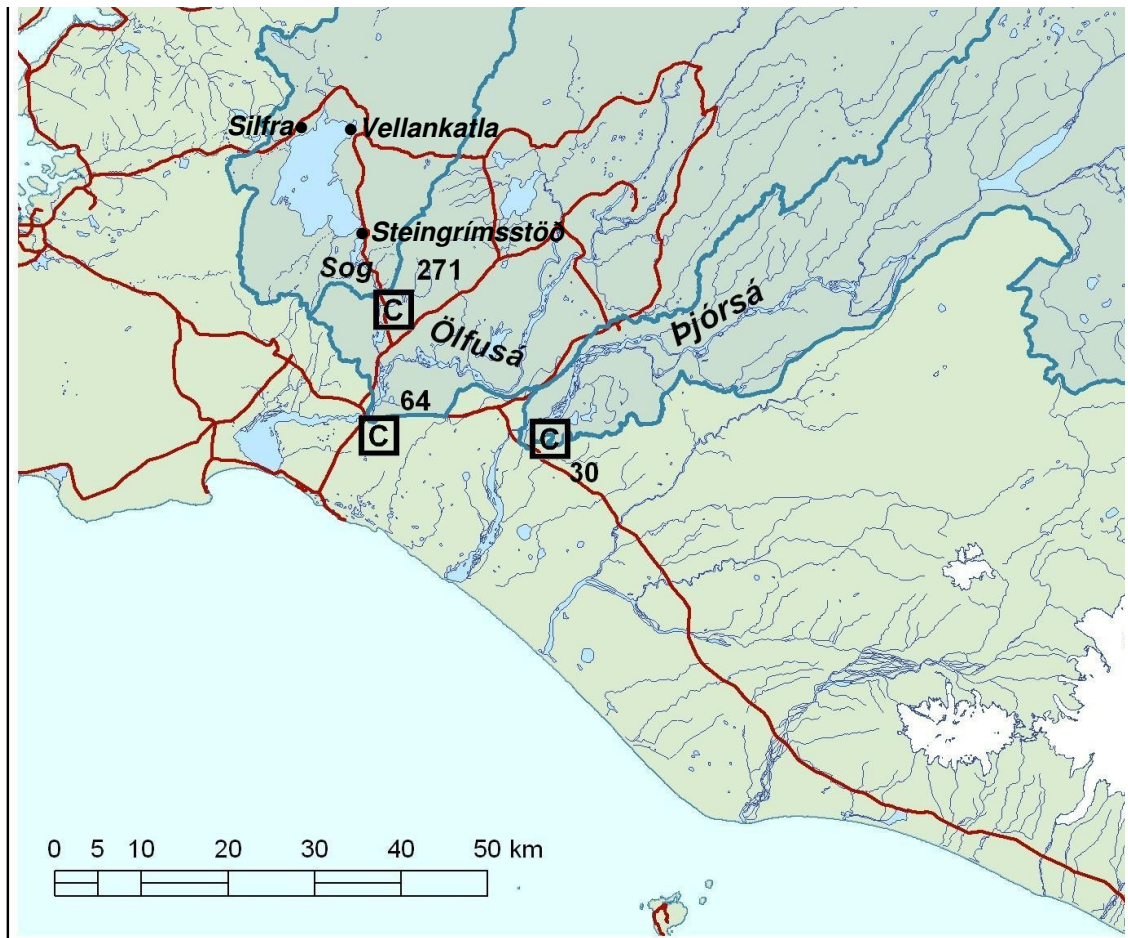 Silfra
Vellankatla
Steingrímsstöð
Sog
271
C
Ölfusá
Þjórsá
64
C
C
30
0 5 10 20 30 40 50 km